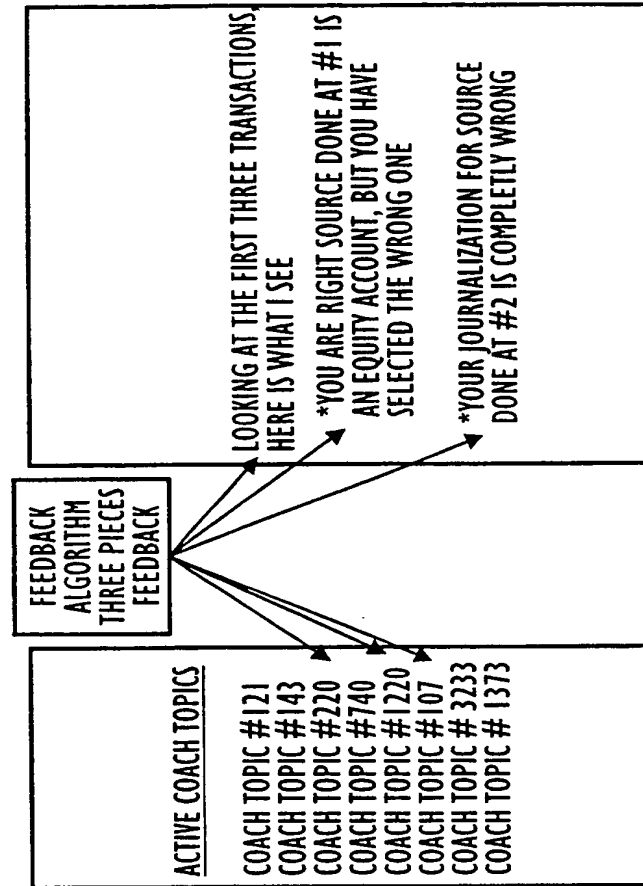 ACTIVE COACH TOPICS
COACH TOPIC #121
COACH TOPIC #143
COACH TOPIC #220
COACH TOPIC #740
COACH TOPIC #1220
COACH TOPIC #107
COACH TOPIC # 3233
COACH TOPIC # 1373
FEEDBACK
ALGORITHM
THREE PIECES
FEEDBACK
LOOKING AT THE FIRST THREE TRANSACTIONS,
HERE IS WHAT I SEE
*YOU ARE RIGHT SOURCE DONE AT #1 IS
AN EQUITY ACCOUNT, BUT YOU HAVE
SELECTED THE WRONG ONE
*YOUR JOURNALIZATION FOR SOURCE
DONE AT #2 IS COMPLETLY WRONG